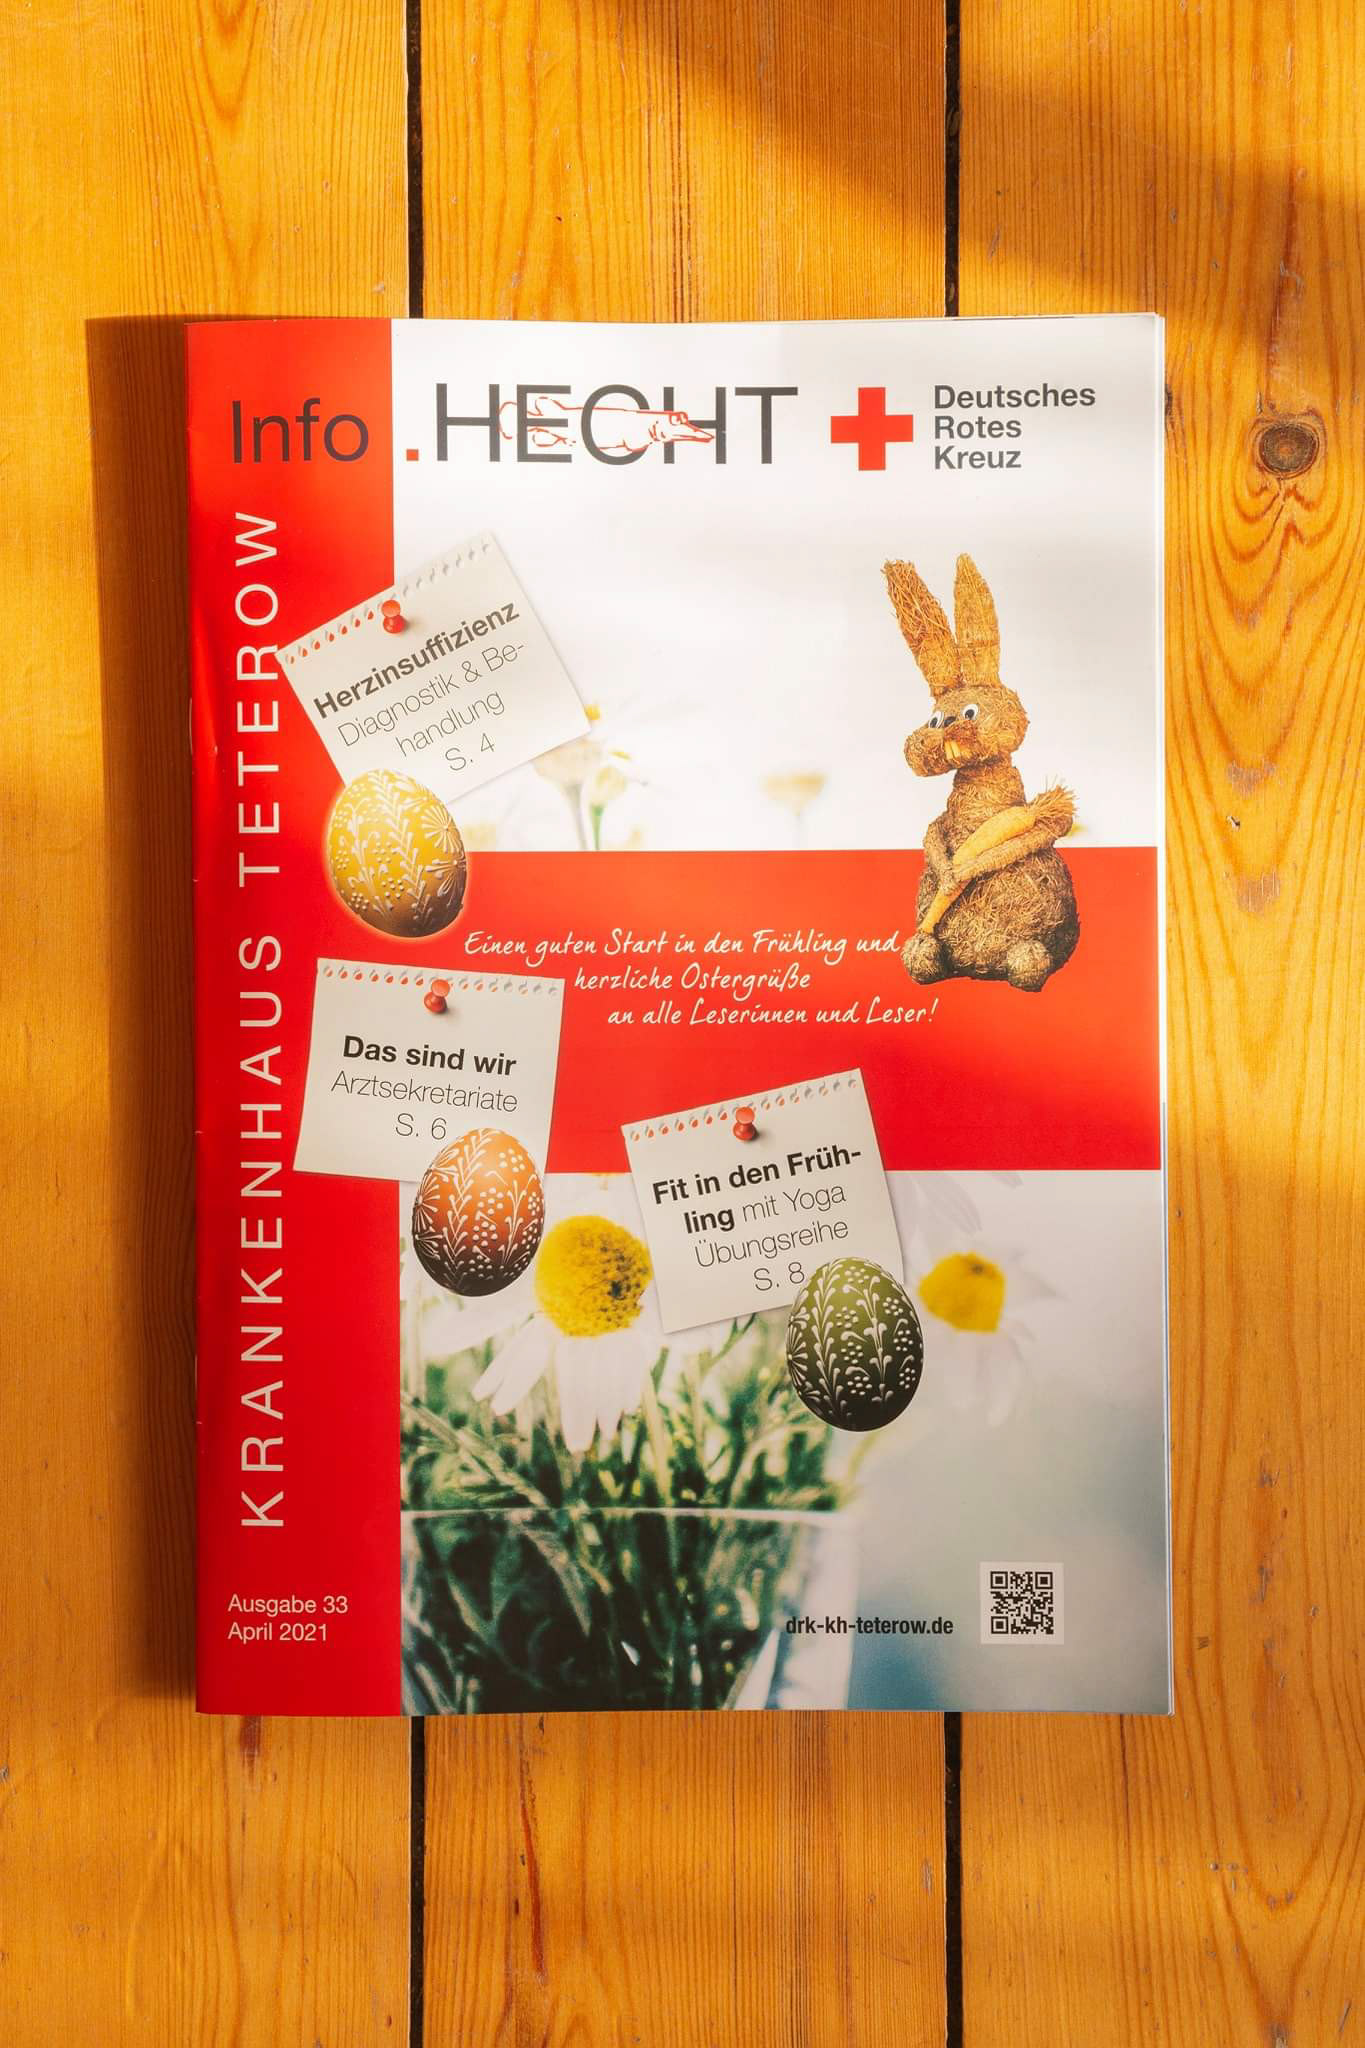 Info .HECHT
Deutsches
Rotes
Kreuz
KRANKENHAUS TETEROW
Herzinsuffizienz
Diagnostik & Be-
handlung
S. 4
Einen guten Start in den Frühling und
herzliche Ostergrüße
an alle Leserinnen und Leser!
Das sind wir
Arztsekretariate
S. 6
Fit in den Früh-
ling mit Yoga
Übungsreihe
S. 8
Ausgabe 33
April 2021
drk-kh-teterow.de